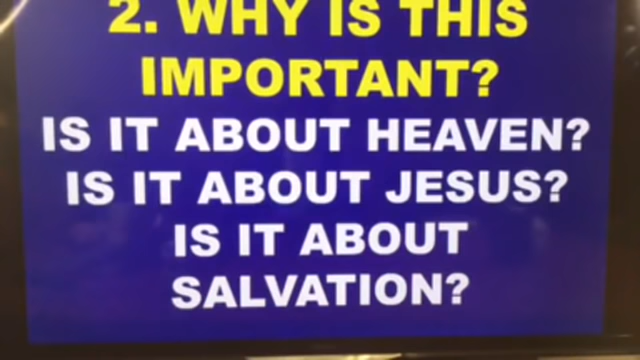 2. WHY IS THIS
IMPORTANT?
IS IT ABOUT HEAVEN?
IS IT ABOUT JESUS?
IS IT ABOUT
SALVATION?